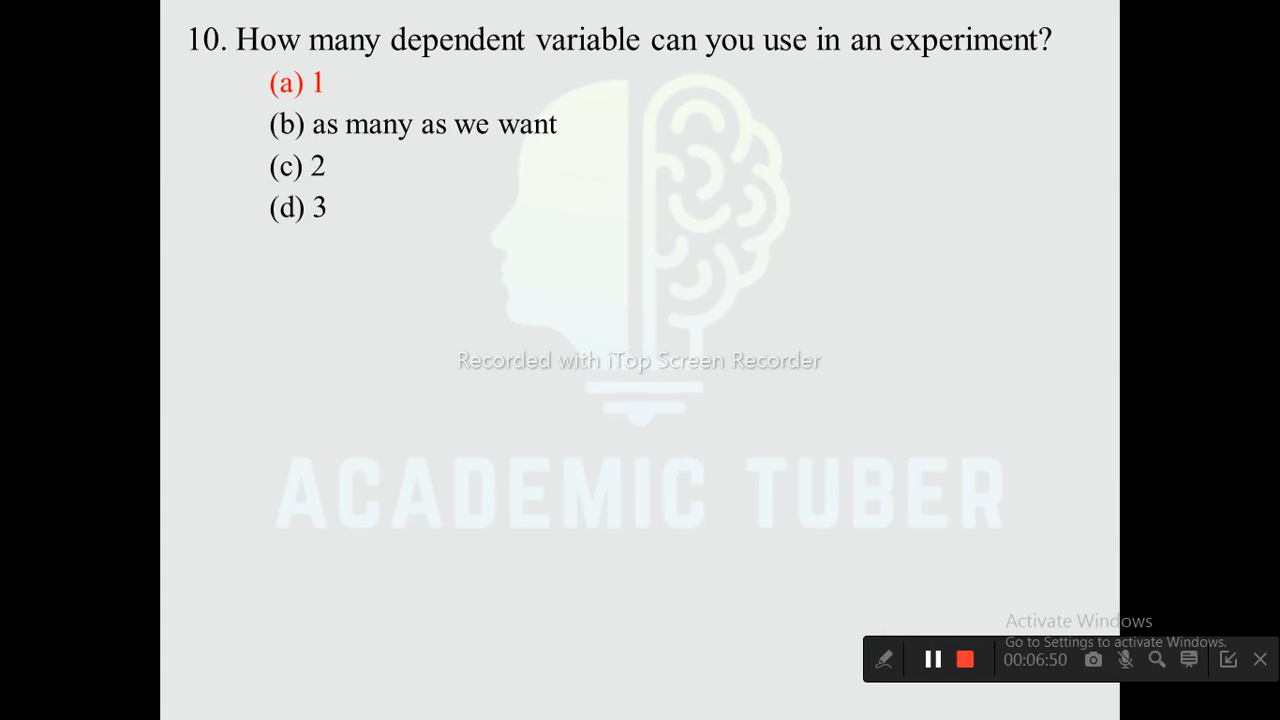 10. How many dependent variable can you use in an experiment?
(a) 1
(b) as many as we want
(c) 2
(d) 3
Recorded with iTop Screen Recorder
ACADEMIC TUBER
Activate Windows
Go to Settings to activate Windows.
00:06:50